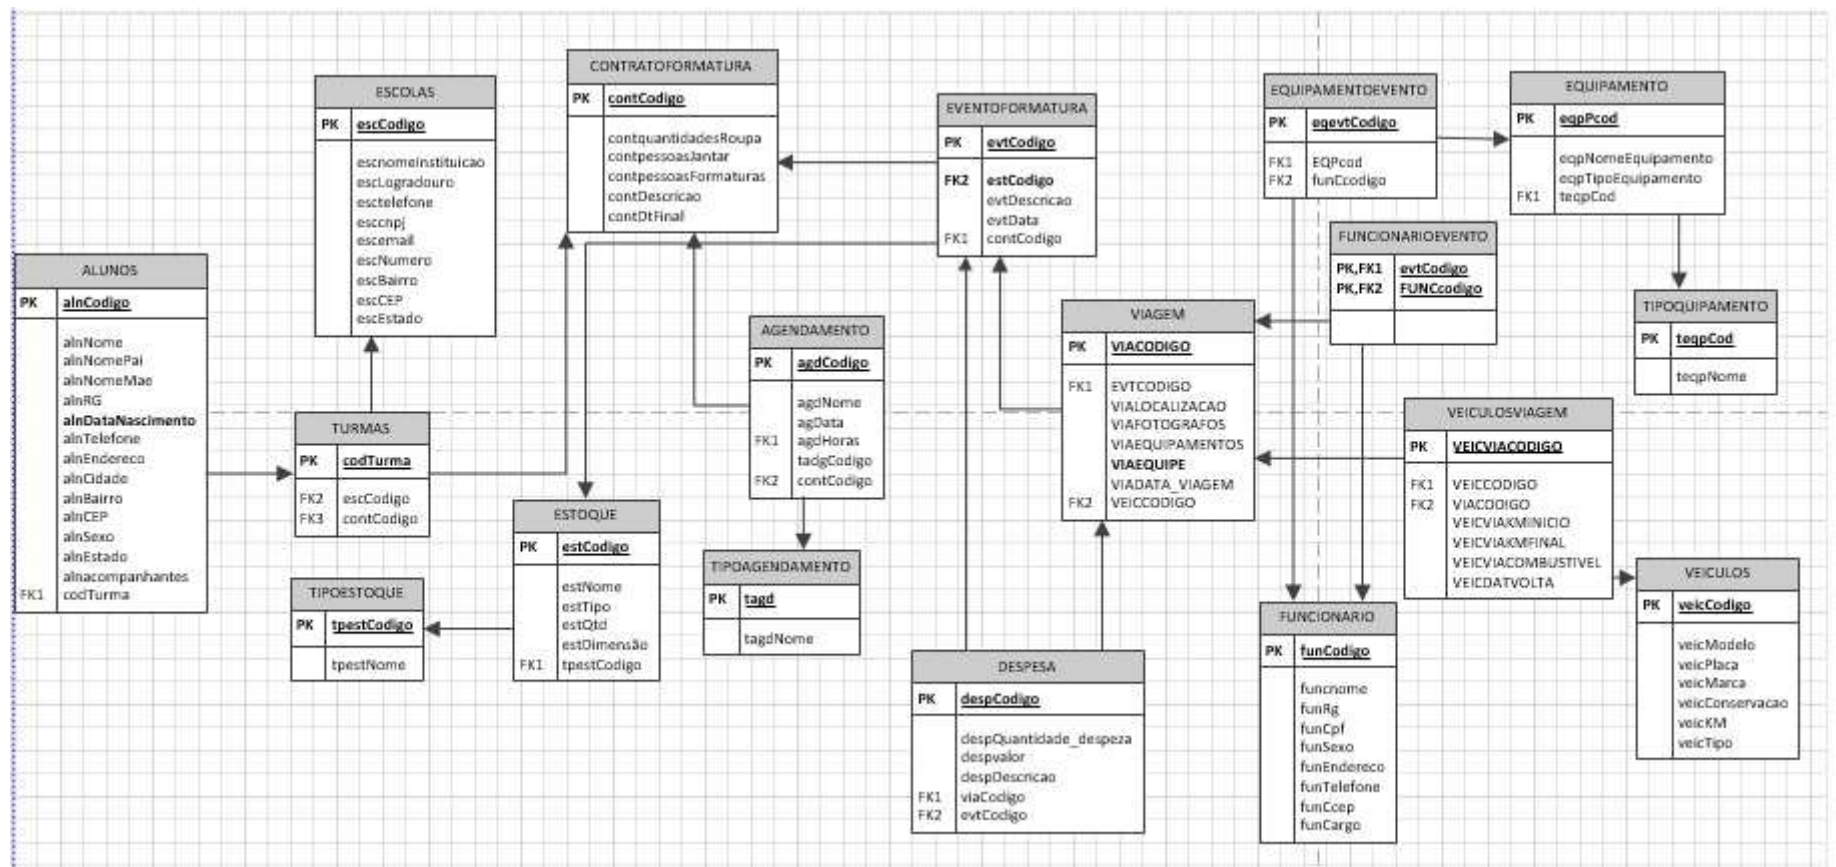 ESCOLAS
PK escCodigo
escnomeInstituicao
escLogradouro
esctelefone
esccnpj
escemail
escNumero
escBairro
escCEP
escEstado
CONTRATOFORMATURA
PK contCodigo
contquantidadesRoupa
contpessoasJantar
contpessoasFormaturas
contDescricao
contDtFinal
EVENTOFORMATURA
PK evtCodigo
FK2 estCodigo
evtDescricao
evtData
FK1 contCodigo
EQUIPAMENTOEVENTO
PK eqevtCodigo
FK1 EQPcod
FK2 funCcodigo
EQUIPAMENTO
PK eqpPcod
eqpNomeEquipamento
eqpTipoEquipamento
FK1 teqpCod
FUNCIONARIOEVENTO
PK,FK1 evtCodigo
PK,FK2 FUNCcodigo
TIPOQUIPAMENTO
PK teqpCod
teqpNome
ALUNOS
PK alnCodigo
alnNome
alnNomePai
alnNomeMae
alnRG
alnDataNascimento
alnTelefone
alnEndereco
alnCidade
alnBairro
alnCEP
alnSexo
alnEstado
alnacompanhantes
FK1 codTurma
TURMAS
PK codTurma
FK2 escCodigo
FK3 contCodigo
AGENDAMENTO
PK agdCodigo
agdNome
agData
FK1 agdHoras
tadgCodigo
FK2 contCodigo
VIAGEM
PK VIACODIGO
FK1 EVTCODIGO
VIALOCALIZACAO
VIAFOTOGRAFOS
VIAEQUIPAMENTOS
VIAEQUIPE
VIADATA_VIAGEM
FK2 VEICCODIGO
VEICULOSVIAGEM
PK VEICVIACODIGO
FK1 VEICCODIGO
FK2 VIACODIGO
VEICVIAKMINICIO
VEICVIAKMFINAL
VEICVIACOMBUSTIVEL
VEICDATVOLTA
ESTOQUE
PK estCodigo
estNome
estTipo
estQtd
estDimensão
FK1 tpestCodigo
TIPOESTOQUE
PK tpestCodigo
tpestNome
TIPOAGENDAMENTO
PK tagd
tagdNome
DESPESA
PK despCodigo
despQuantidade_despeza
despvalor
despDescricao
FK1 viaCodigo
FK2 evtCodigo
FUNCIONARIO
PK funCodigo
funcnome
funRg
funCpf
funSexo
funEndereco
funTelefone
funCcep
funCargo
VEICULOS
PK veicCodigo
veicModelo
veicPlaca
veicMarca
veicConservacao
veicKM
veicTipo